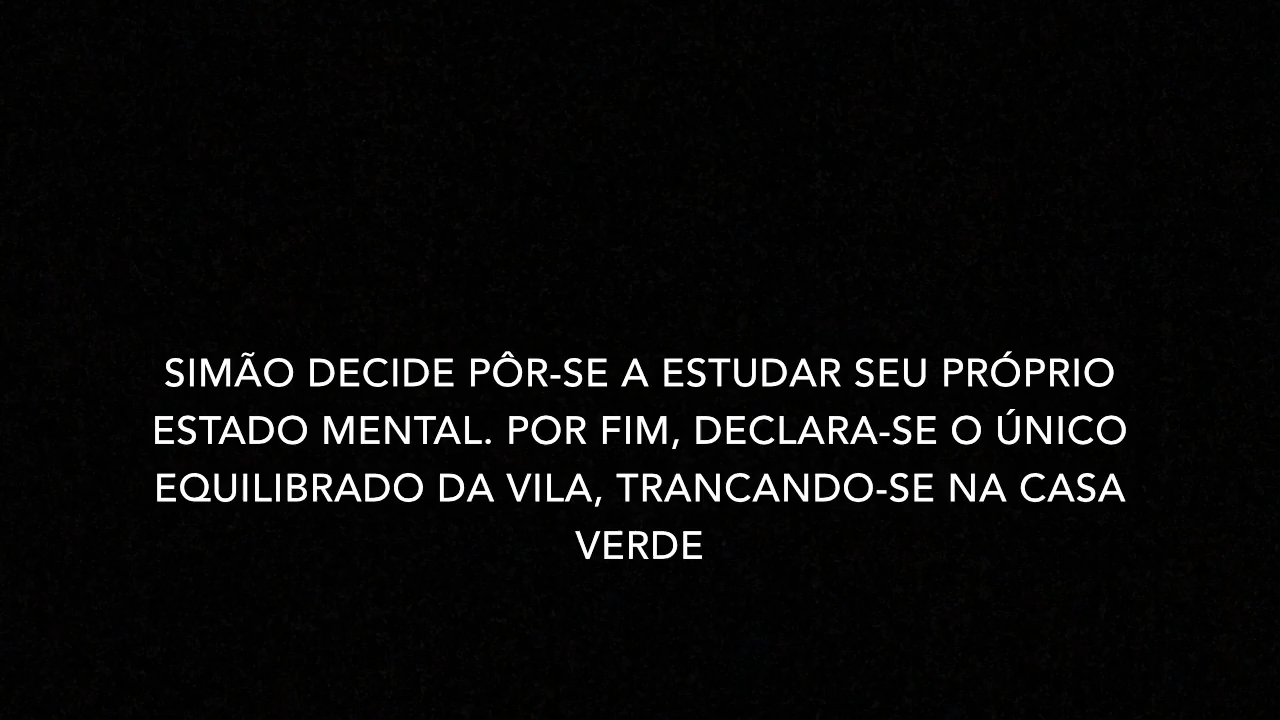 SIMÃO DECIDE PÔR-SE A ESTUDAR SEU PRÓPRIO
ESTADO MENTAL. POR FIM, DECLARA-SE O ÚNICO
EQUILIBRADO DA VILA, TRANCANDO-SE NA CASA
VERDE